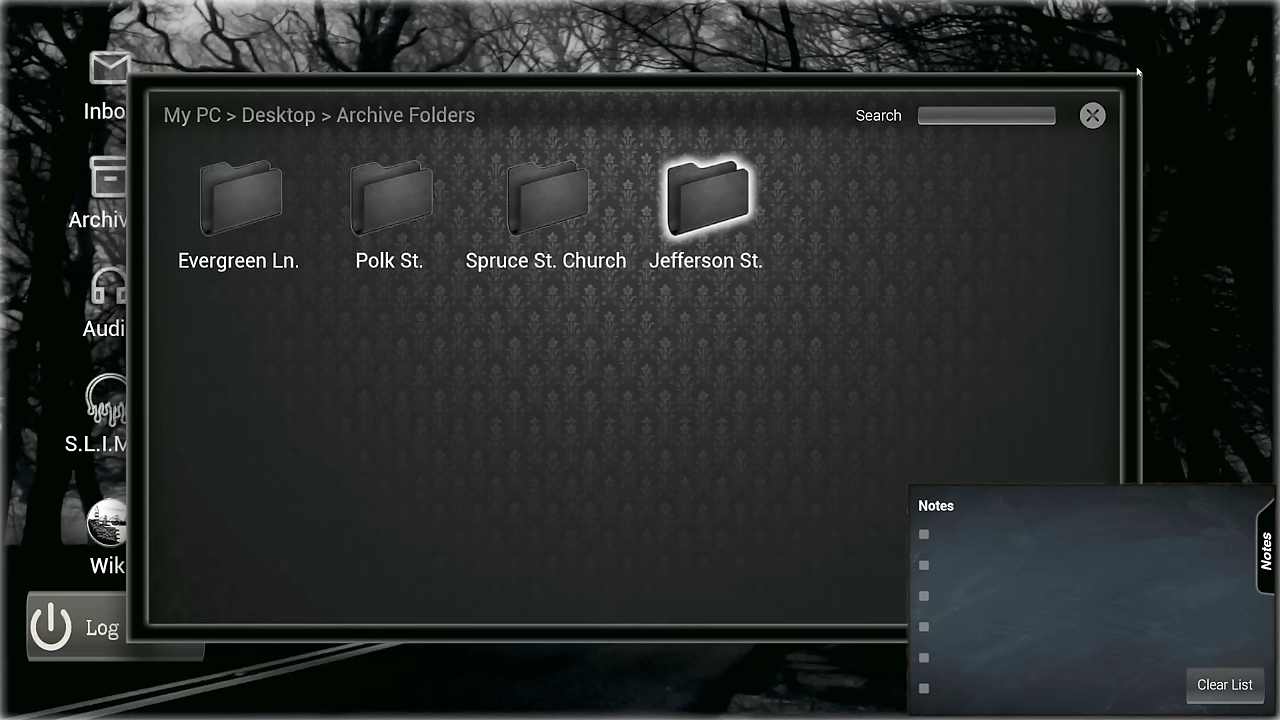 Inbo
My PC > Desktop > Archive Folders
Search
Archiv
Evergreen Ln.
Polk St.
Spruce St. Church
Jefferson St.
Audi
S.L.I.M
Wik
Log
Notes
Notes
Clear List